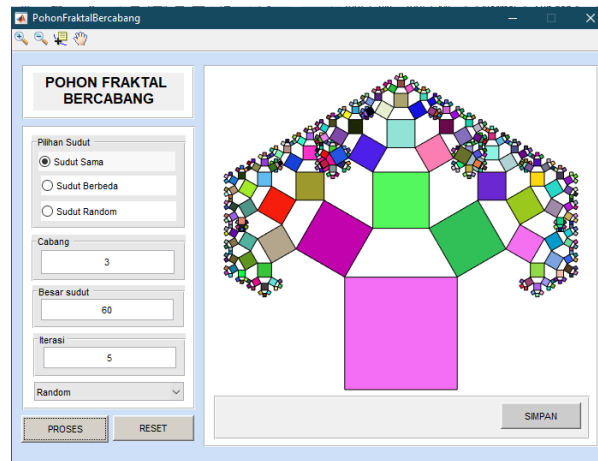 PohonFraktalBercabang
POHON FRAKTAL
BERCABANG
Pilihan Sudut
Sudut Sama
Sudut Berbeda
Sudut Random
Cabang
3
Besar sudut
60
Iterasi
5
Random
PROSES
RESET
SIMPAN